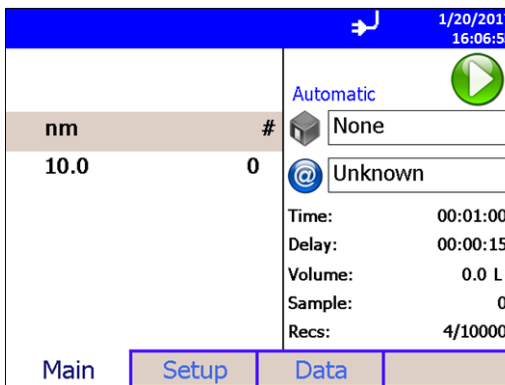 1/20/201
16:06:5
Automatic
nm #
None
10.0 0
@ Unknown
Time: 00:01:00
Delay: 00:00:15
Volume: 0.0 L
Sample: 0
Recs: 4/10000
Main Setup Data